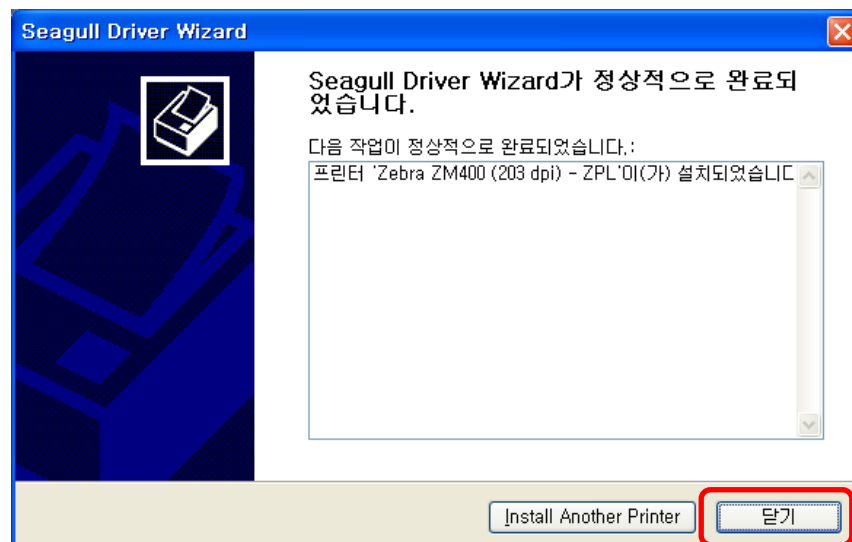 Seagull Driver Wizard
Seagull Driver Wizard가 정상적으로 완료되
었습니다.
다음 작업이 정상적으로 완료되었습니다.:
프린터 'Zebra ZM400 (203 dpi) - ZPL'이(가) 설치되었습니다
Install Another Printer
닫기